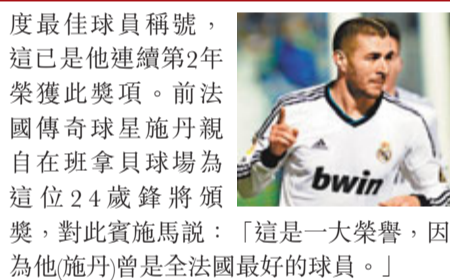 度最佳球員稱號，
這已是他連續第2年
榮獲此獎項。前法
國傳奇球星施丹親
自在班拿貝球場為
這位24歲鋒將頒
獎，對此賓施馬説：「這是一大榮譽，因
為他(施丹)曾是全法國最好的球員。」
bwin